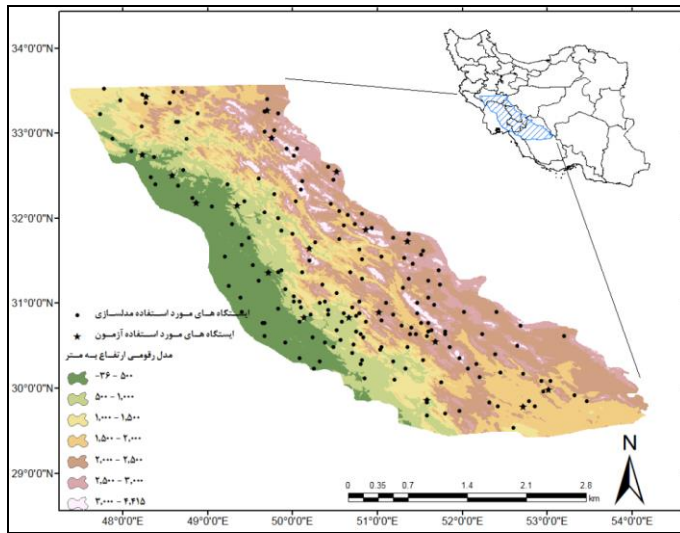 34°0'0"N
33°0'0"N
32°0'0"N
31°0'0"N
30°0'0"N
29°0'0"N
ایستگاه های مورد استفاده مدلسازی
ایستگاه های مورد استفاده آزمون
مدل رقومی ارتفاع به متر
-۳۶ - ۵۰۰
۵۰۰ - ۱,۰۰۰
۱,۰۰۰ - ۱,۵۰۰
۱,۵۰۰ - ۲,۰۰۰
۲,۰۰۰ - ۲,۵۰۰
۲,۵۰۰ - ۳,۰۰۰
۳,۰۰۰ - ۴,۴۱۵
N
0 0.35 0.7 1.4 2.1 2.8
km
48°0'0"E 49°0'0"E 50°0'0"E 51°0'0"E 52°0'0"E 53°0'0"E 54°0'0"E